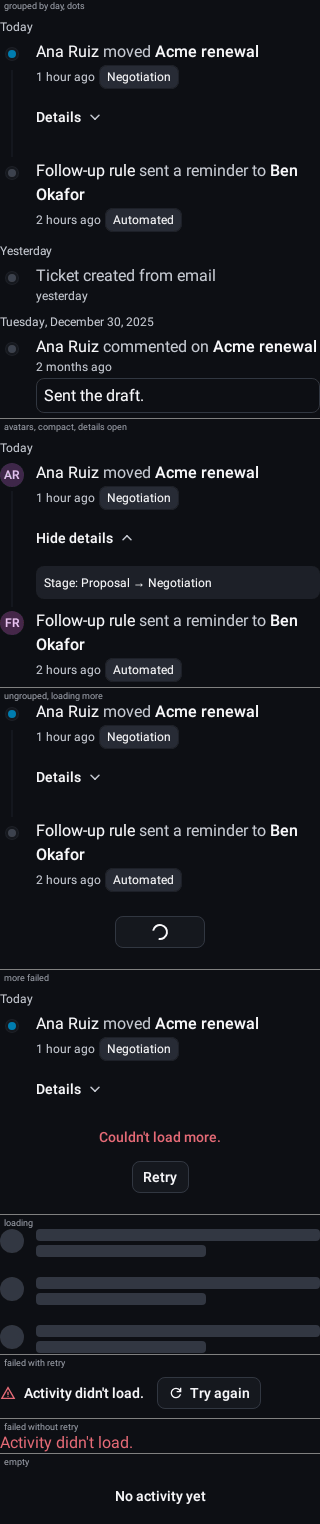 grouped by day, dots
Today
Ana Ruiz moved Acme renewal
1 hour ago Negotiation
Details
Follow-up rule sent a reminder to Ben
Okafor
2 hours ago Automated
Yesterday
Ticket created from email
yesterday
Tuesday, December 30, 2025
Ana Ruiz commented on Acme renewal
2 months ago
Sent the draft.
avatars, compact, details open
Today
AR Ana Ruiz moved Acme renewal
1 hour ago Negotiation
Hide details
Stage: Proposal → Negotiation
FR Follow-up rule sent a reminder to Ben
Okafor
2 hours ago Automated
ungrouped, loading more
Ana Ruiz moved Acme renewal
1 hour ago Negotiation
Details
Follow-up rule sent a reminder to Ben
Okafor
2 hours ago Automated
more failed
Today
Ana Ruiz moved Acme renewal
1 hour ago Negotiation
Details
Couldn't load more.
Retry
loading
failed with retry
Activity didn't load. Try again
failed without retry
Activity didn't load.
empty
No activity yet